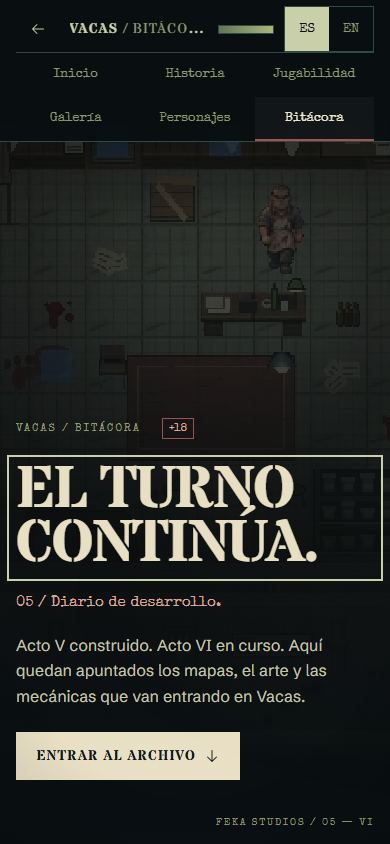 ← VACAS / BITÁCO... ES EN
Inicio Historia Jugabilidad
Galería Personajes Bitácora
VACAS / BITÁCORA +18
EL TURNO
CONTINÚA.
05 / Diario de desarrollo.
Acto V construido. Acto VI en curso. Aquí
quedan apuntados los mapas, el arte y las
mecánicas que van entrando en Vacas.
ENTRAR AL ARCHIVO ↓
FEKA STUDIOS / 05 — VI